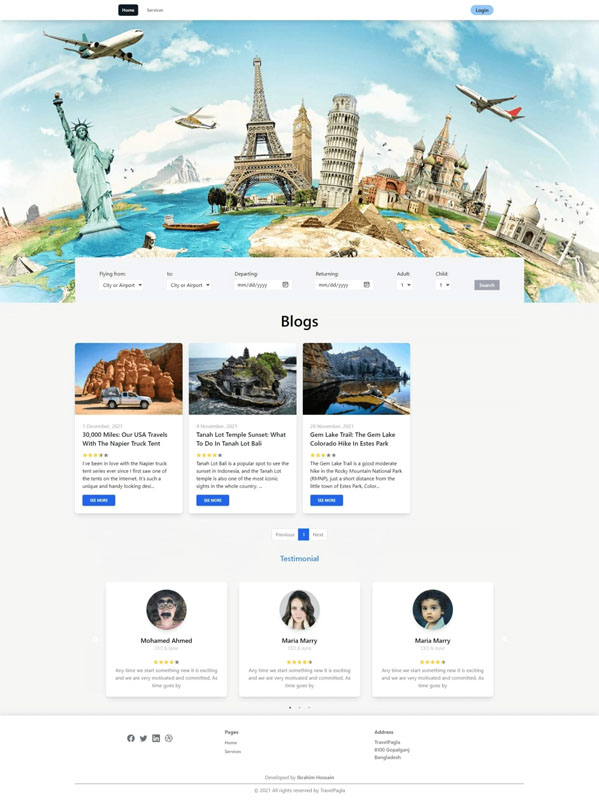 Home Services Login
Flying from: to: Departing: Returning: Adult: Child:
City or Airport City or Airport mm/dd/yyyy mm/dd/yyyy 1 1 Search
Blogs
1 December, 2021
30,000 Miles: Our USA Travels
With The Napier Truck Tent
I've been in love with the Napier truck
tent series ever since I first saw one of
the tents on the internet. It's such a
unique and handy looking desi...
SEE MORE
9 November, 2021
Tanah Lot Temple Sunset: What
To Do In Tanah Lot Bali
Tanah Lot Bali is a popular spot to see the
sunset in Indonesia, and the Tanah Lot
temple is also one of the most iconic
sights in the whole country. ...
SEE MORE
26 November, 2021
Gem Lake Trail: The Gem Lake
Colorado Hike In Estes Park
The Gem Lake Trail is a good moderate
hike in the Rocky Mountain National Park
(RMNP), just a short distance from the
little town of Estes Park, Color...
SEE MORE
Previous 1 Next
Testimonial
Mohamed Ahmed
Any time we start something new it is exciting
and we are very motivated and committed. As
time goes by
Maria Marry
Any time we start something new it is exciting
and we are very motivated and committed. As
time goes by
Maria Marry
Any time we start something new it is exciting
and we are very motivated and committed. As
time goes by
Pages
Home
Services
Address
TravelPagla
8100 Gopalganj
Bangladesh
Developed by Ibrahim Hossain
© 2021 All rights reserved by TravelPagla